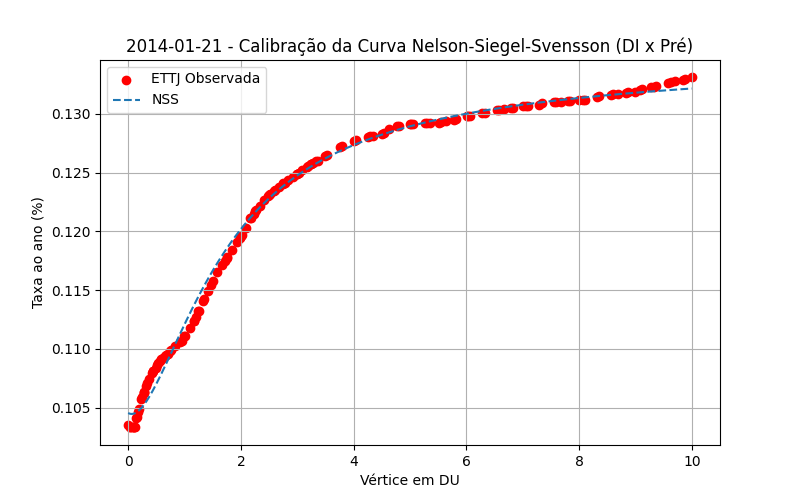 2014-01-21 - Calibração da Curva Nelson-Siegel-Svensson (DI x Pré)
ETTJ Observada
NSS
Taxa ao ano (%)
0.130
0.125
0.120
0.115
0.110
0.105
0 2 4 6 8 10
Vértice em DU